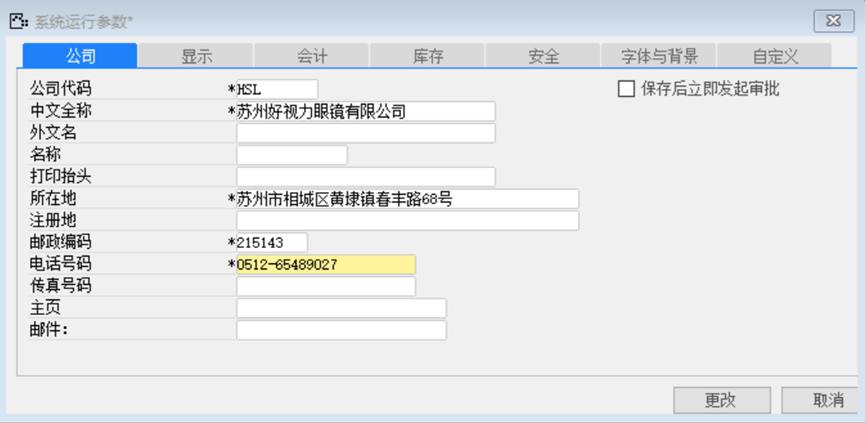 系统运行参数*
公司 显示 会计 库存 安全 字体与背景 自定义
公司代码 *HSL 保存后立即发起审批
中文全称 *苏州好视力眼镜有限公司
外文名
名称
打印抬头
所在地 *苏州市相城区黄埭镇春丰路68号
注册地
邮政编码 *215143
电话号码 *0512-65489027
传真号码
主页
邮件:
更改 取消